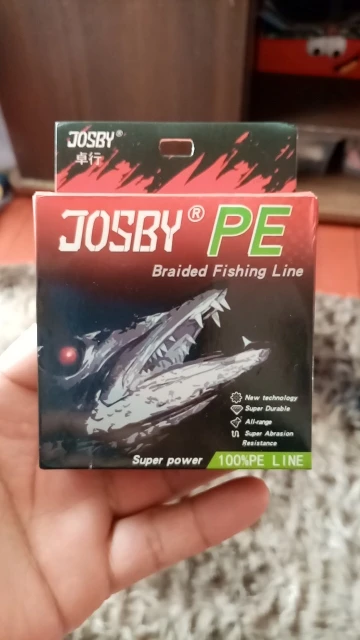 JOSBY®
卓行
JOSBY® PE
Braided Fishing Line
New technology
Super Durable
All-range
Super Abrasion
Resistance
Super power 100%PE LINE